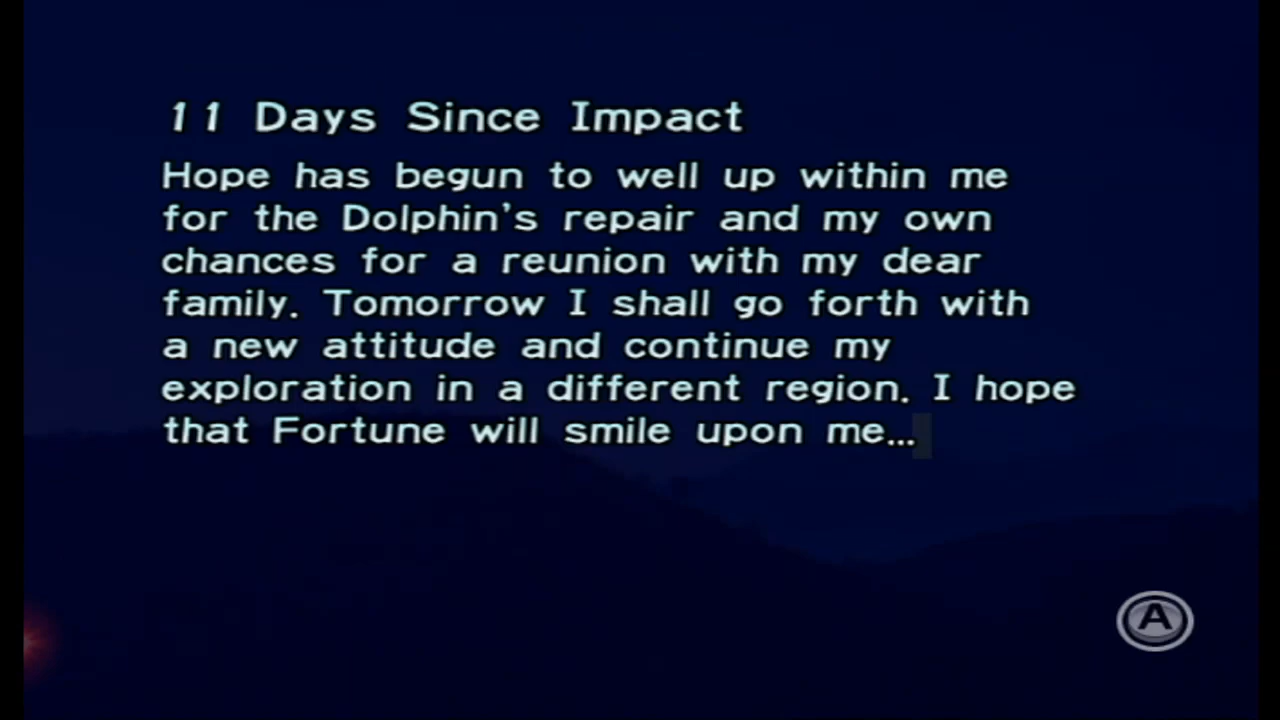 11 Days Since Impact
Hope has begun to well up within me
for the Dolphin's repair and my own
chances for a reunion with my dear
family. Tomorrow I shall go forth with
a new attitude and continue my
exploration in a different region. I hope
that Fortune will smile upon me...
A